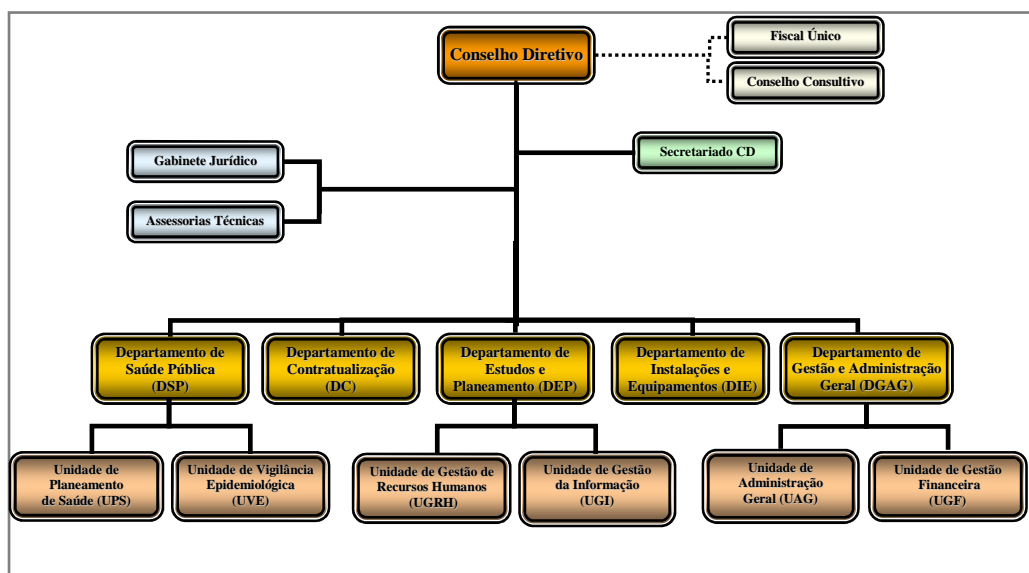 Conselho Diretivo
Fiscal Único
Conselho Consultivo
Secretariado CD
Gabinete Jurídico
Assessorias Técnicas
Departamento de
Saúde Pública
(DSP)
Departamento de
Contratualização
(DC)
Departamento de
Estudos e
Planeamento (DEP)
Departamento de
Instalações e
Equipamentos (DIE)
Departamento de
Gestão e Administração
Geral (DGAG)
Unidade de
Planeamento
de Saúde (UPS)
Unidade de Vigilância
Epidemiológica
(UVE)
Unidade de Gestão de
Recursos Humanos
(UGRH)
Unidade de Gestão
da Informação
(UGI)
Unidade de
Administração
Geral (UAG)
Unidade de Gestão
Financeira
(UGF)